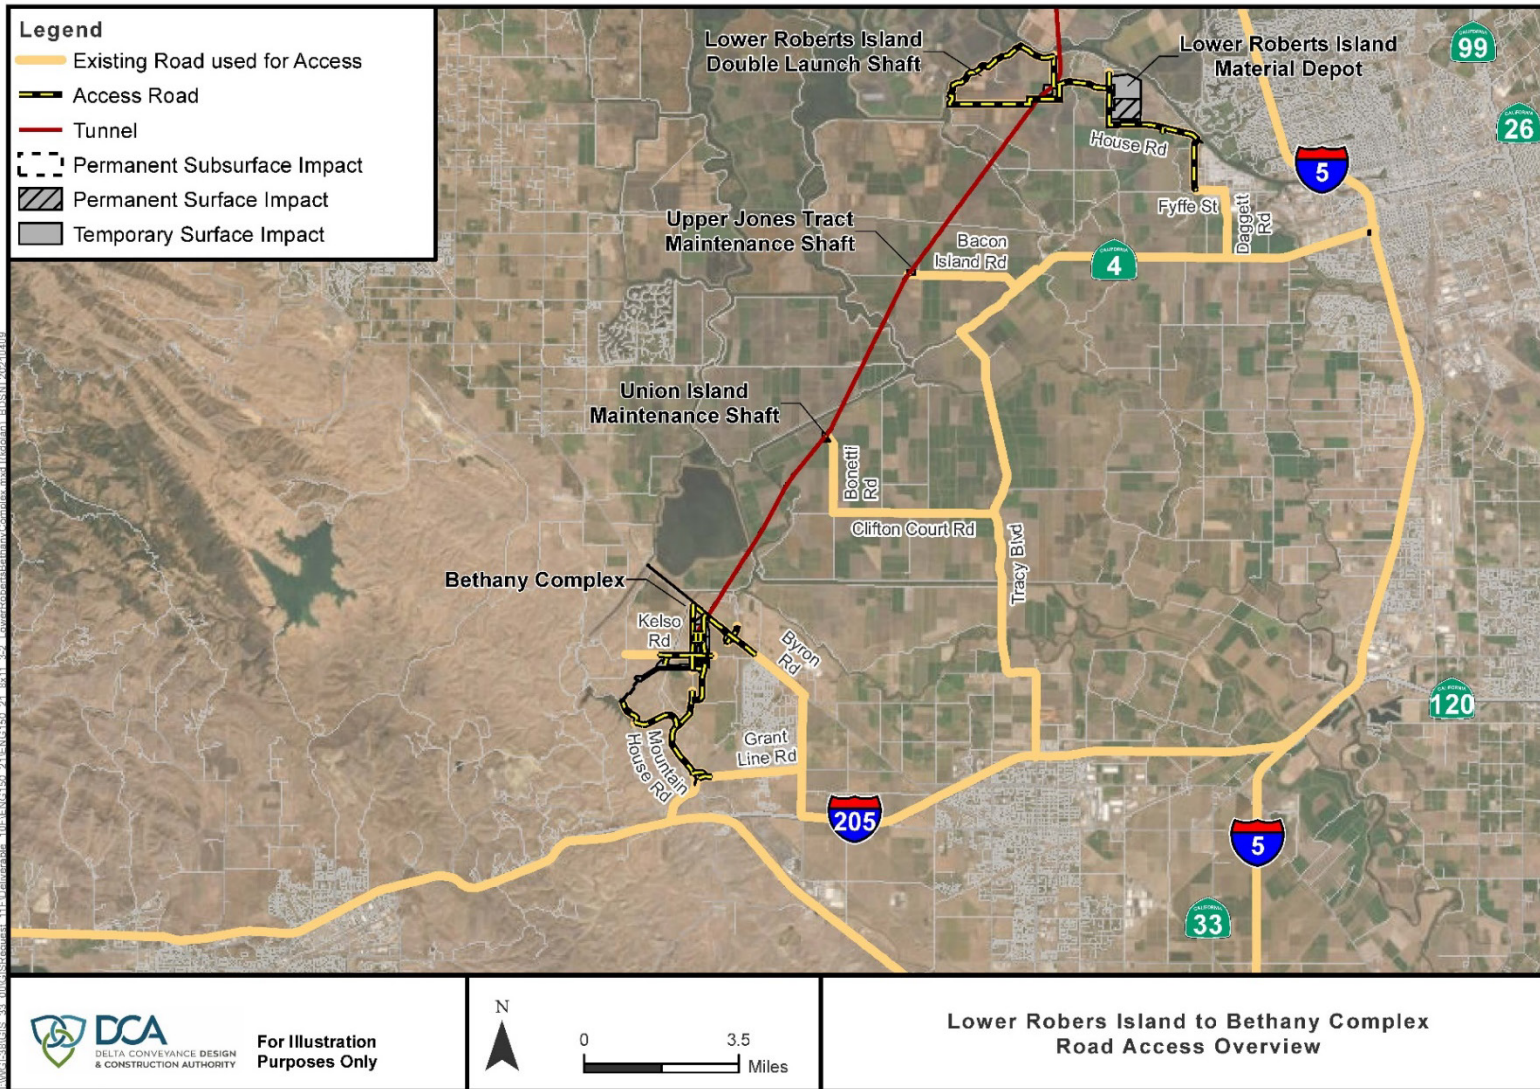 Legend
Existing Road used for Access
Access Road
Tunnel
Permanent Subsurface Impact
Permanent Surface Impact
Temporary Surface Impact
Lower Roberts Island
Double Launch Shaft
Lower Roberts Island
Material Depot
CALIFORNIA
99
CALIFORNIA
26
House Rd
5
Fyffe St
Daggett
Rd
Upper Jones Tract
Maintenance Shaft
Bacon
Island Rd
CALIFORNIA
4
Union Island
Maintenance Shaft
Bonetti
Rd
Clifton Court Rd
Tracy Blvd
Bethany Complex
Kelso
Rd
Byron
Rd
CALIFORNIA
120
Mountain
House Rd
Grant
Line Rd
205
5
CALIFORNIA
33
DCA
DELTA CONVEYANCE DESIGN
& CONSTRUCTION AUTHORITY
For Illustration
Purposes Only
N
0 3.5
Miles
Lower Robers Island to Bethany Complex
Road Access Overview